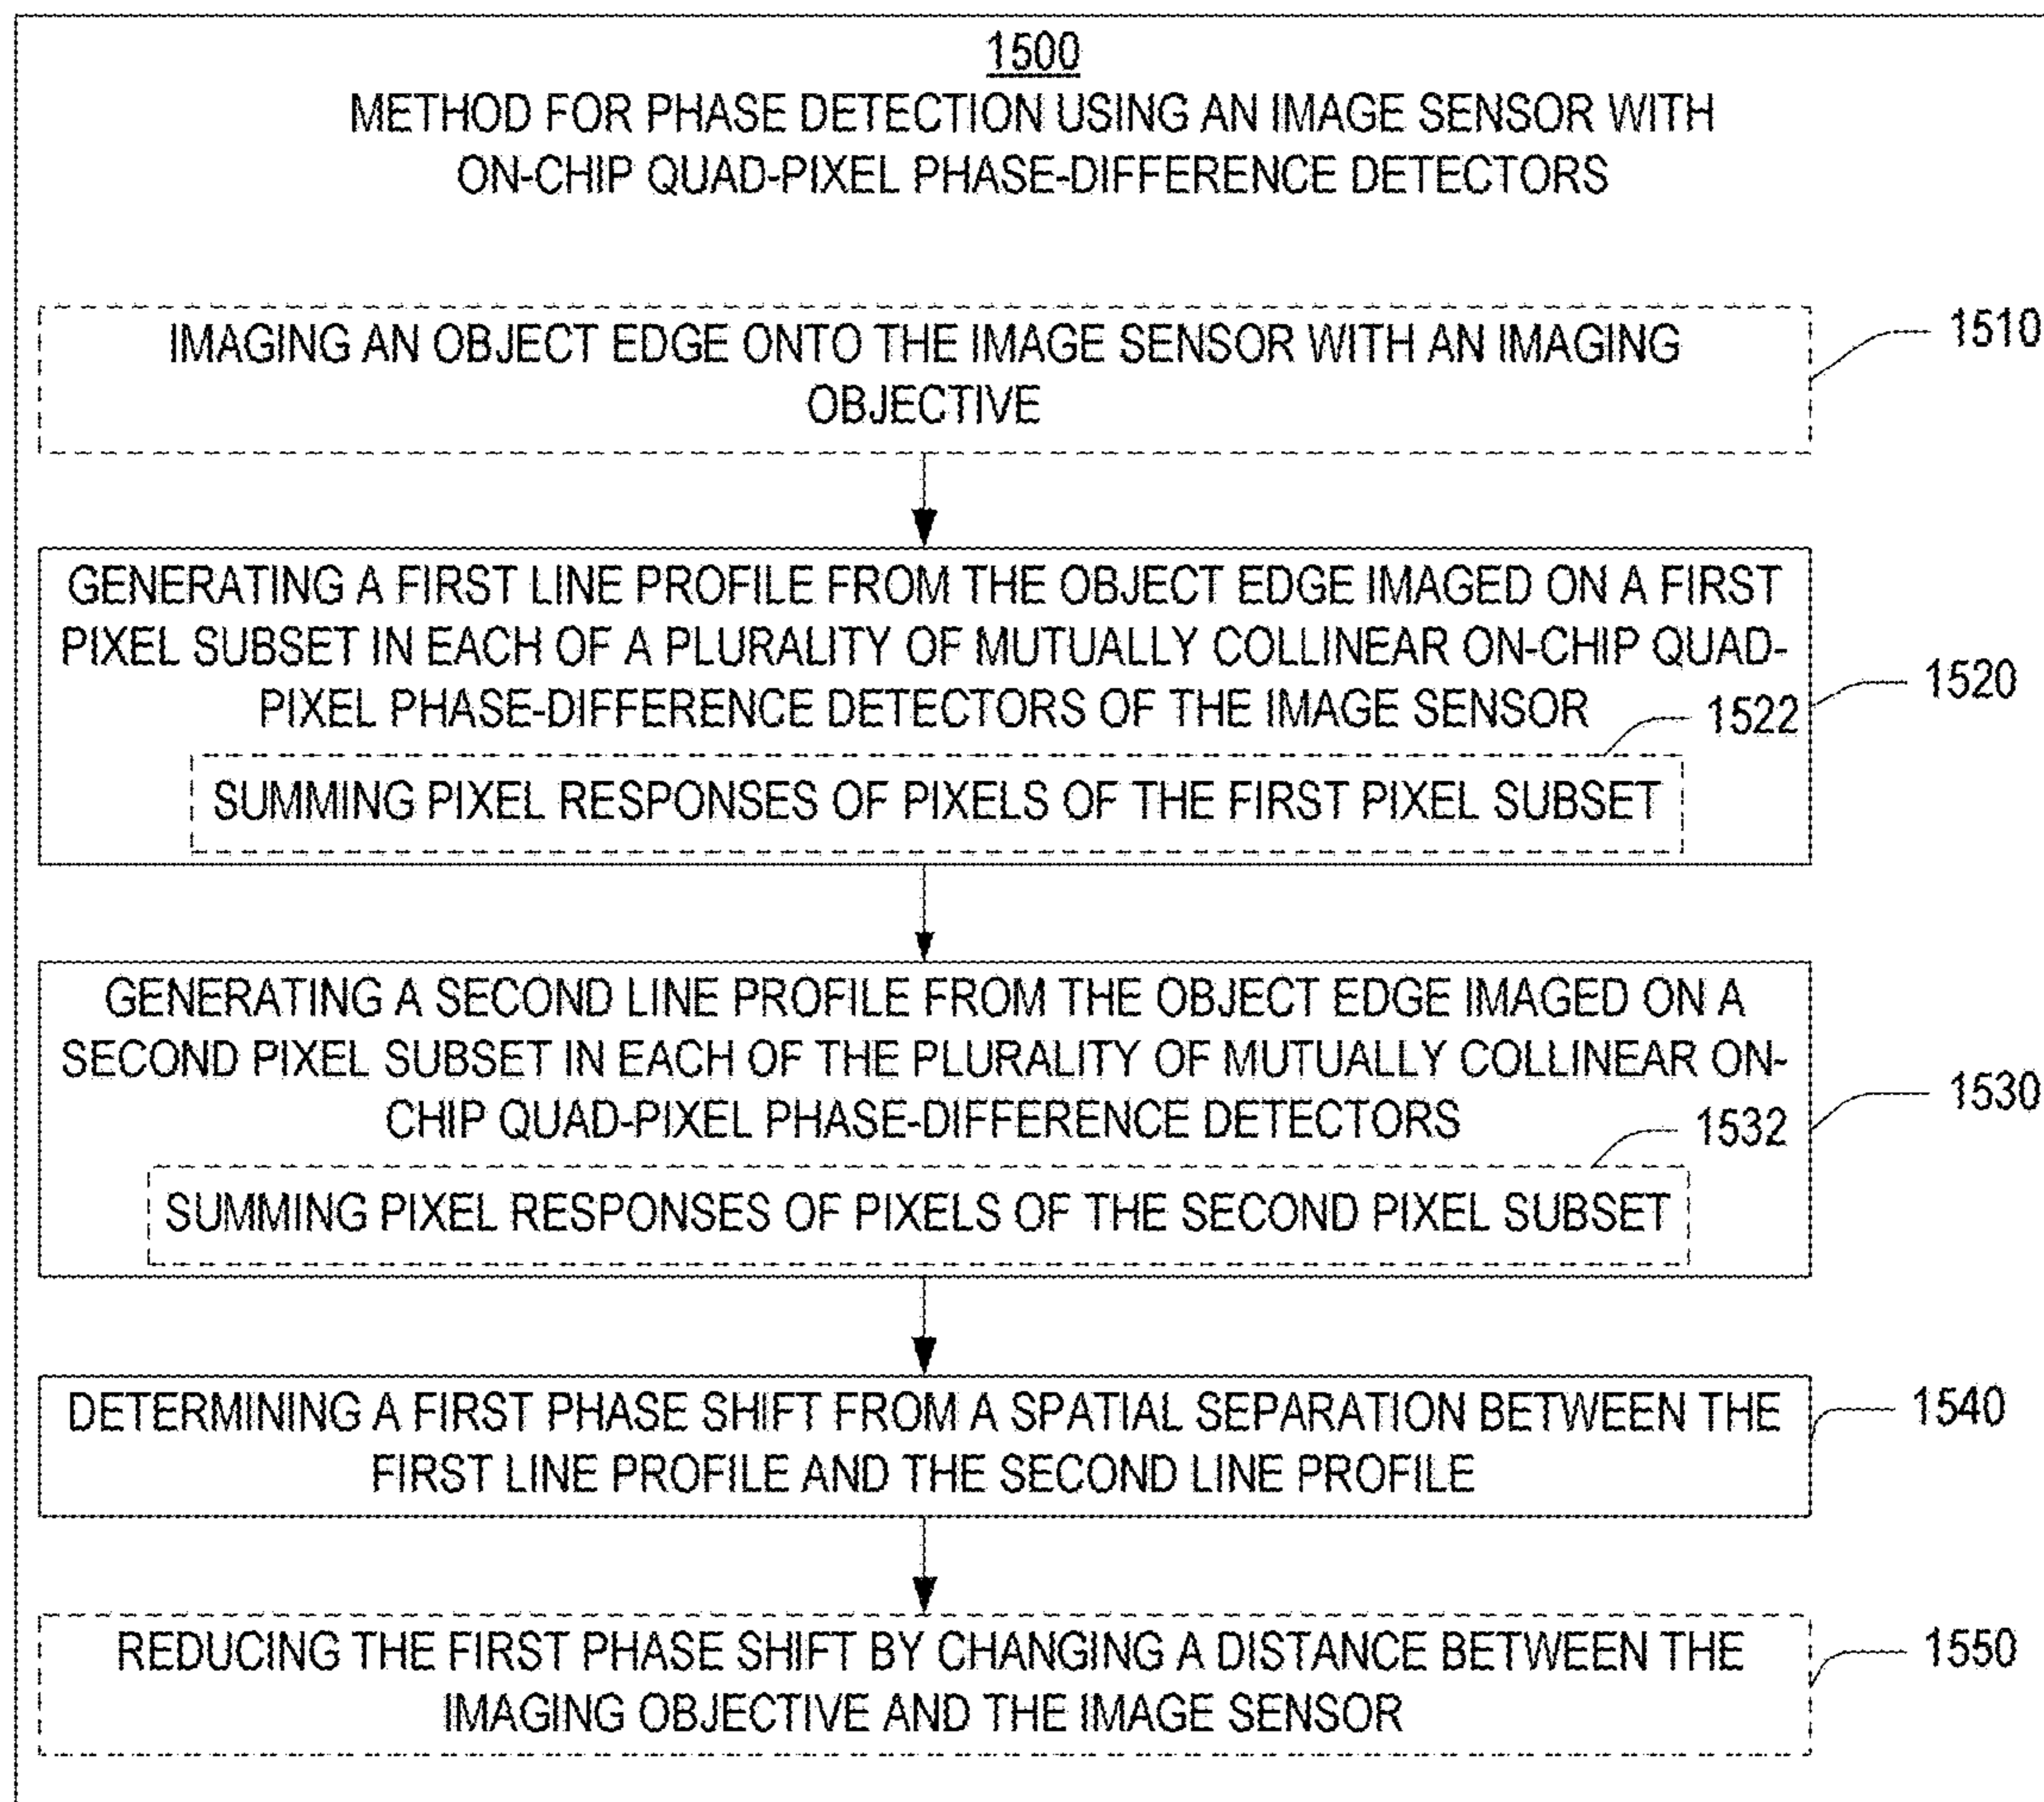 1500
METHOD FOR PHASE DETECTION USING AN IMAGE SENSOR WITH
ON-CHIP QUAD-PIXEL PHASE-DIFFERENCE DETECTORS
IMAGING AN OBJECT EDGE ONTO THE IMAGE SENSOR WITH AN IMAGING
OBJECTIVE
1510
GENERATING A FIRST LINE PROFILE FROM THE OBJECT EDGE IMAGED ON A FIRST
PIXEL SUBSET IN EACH OF A PLURALITY OF MUTUALLY COLLINEAR ON-CHIP QUAD-
PIXEL PHASE-DIFFERENCE DETECTORS OF THE IMAGE SENSOR
1520
1522
SUMMING PIXEL RESPONSES OF PIXELS OF THE FIRST PIXEL SUBSET
GENERATING A SECOND LINE PROFILE FROM THE OBJECT EDGE IMAGED ON A
SECOND PIXEL SUBSET IN EACH OF THE PLURALITY OF MUTUALLY COLLINEAR ON-
CHIP QUAD-PIXEL PHASE-DIFFERENCE DETECTORS
1530
1532
SUMMING PIXEL RESPONSES OF PIXELS OF THE SECOND PIXEL SUBSET
DETERMINING A FIRST PHASE SHIFT FROM A SPATIAL SEPARATION BETWEEN THE
FIRST LINE PROFILE AND THE SECOND LINE PROFILE
1540
REDUCING THE FIRST PHASE SHIFT BY CHANGING A DISTANCE BETWEEN THE
IMAGING OBJECTIVE AND THE IMAGE SENSOR
1550